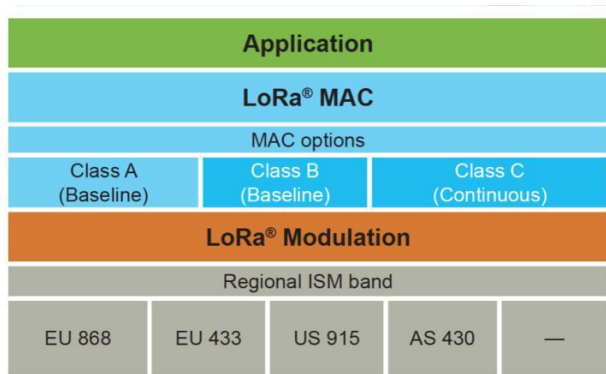 Application
LoRa® MAC
MAC options
Class A
(Baseline)
Class B
(Baseline)
Class C
(Continuous)
LoRa® Modulation
Regional ISM band
EU 868
EU 433
US 915
AS 430
—